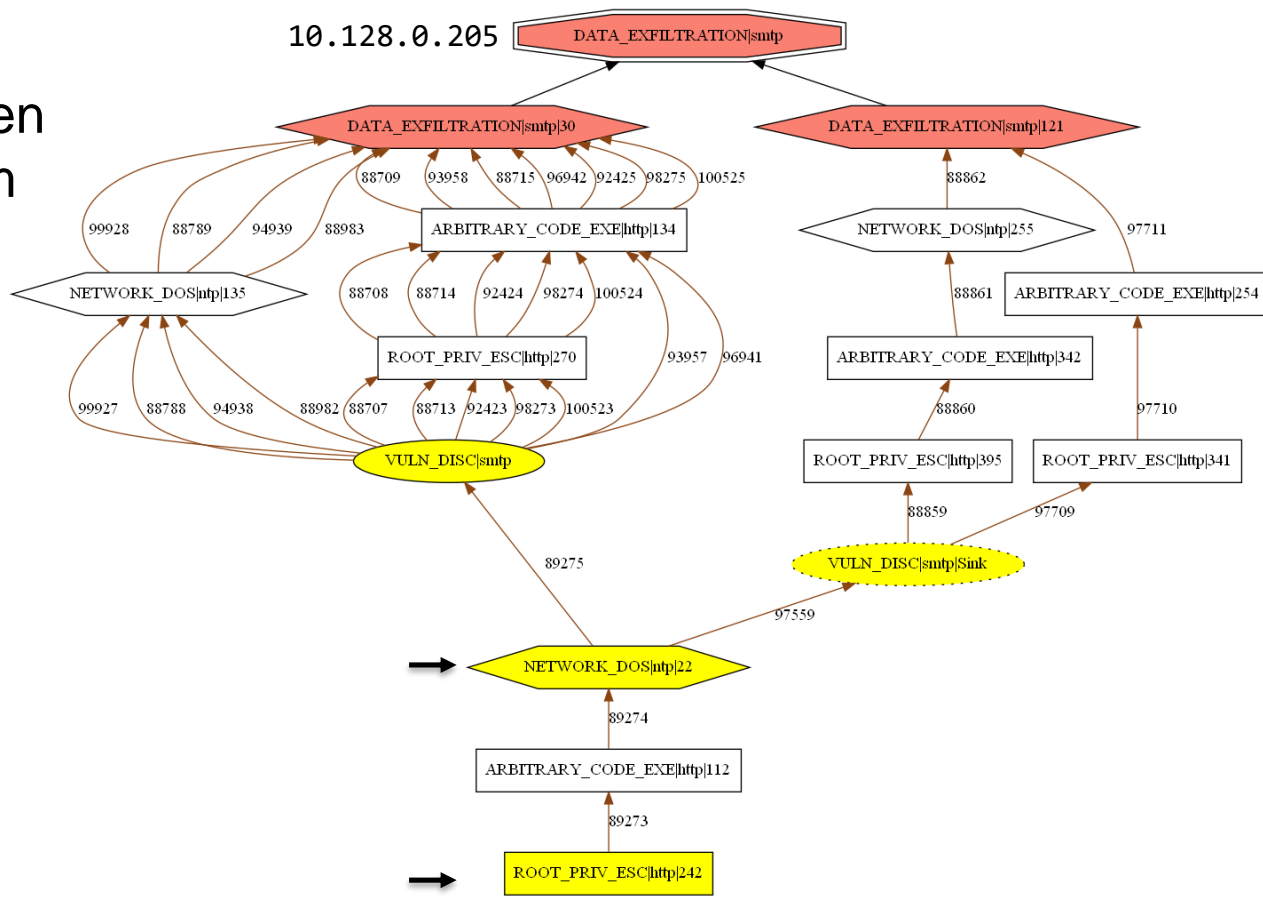 10.128.0.205
DATA_EXFILTRATION|smtp
en
DATA_EXFILTRATION|smtp|30
DATA_EXFILTRATION|smtp|121
88709
93958
88715
96942
92425
98275
100525
88862
99928
88789
94939
88983
ARBITRARY_CODE_EXE|http|134
NETWORK_DOS|ntp|255
97711
NETWORK_DOS|ntp|135
88708
88714
92424
98274
100524
88861
ARBITRARY_CODE_EXE|http|254
ROOT_PRIV_ESC|http|270
93957
96941
ARBITRARY_CODE_EXE|http|342
99927
88788
94938
88982
88707
88713
92423
98273
100523
88860
97710
VULN_DISC|smtp
ROOT_PRIV_ESC|http|395
ROOT_PRIV_ESC|http|341
88859
97709
89275
VULN_DISC|smtp|Sink
97559
NETWORK_DOS|ntp|22
89274
ARBITRARY_CODE_EXE|http|112
89273
ROOT_PRIV_ESC|http|242